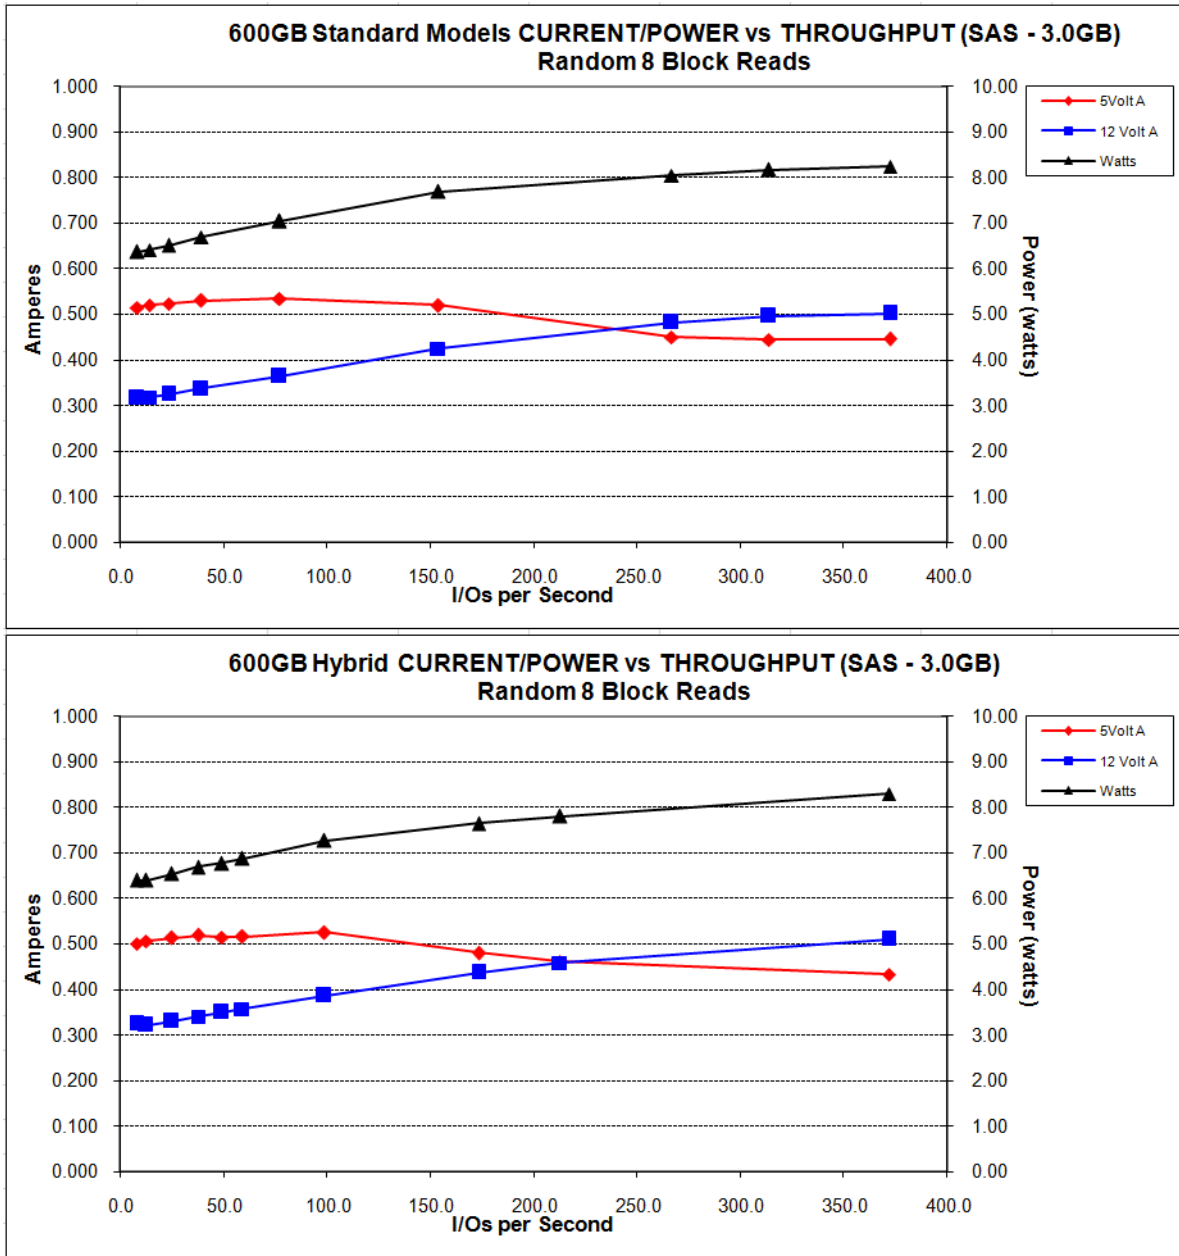 600GB Standard Models CURRENT/POWER vs THROUGHPUT (SAS - 3.0GB)
Random 8 Block Reads
1.000
0.900
0.800
0.700
0.600
0.500
0.400
0.300
0.200
0.100
0.000
Amperes
10.00
9.00
8.00
7.00
6.00
5.00
4.00
3.00
2.00
1.00
0.00
Power (watts)
5Volt A
12 Volt A
Watts
0.0 50.0 100.0 150.0 200.0 250.0 300.0 350.0 400.0
I/Os per Second
600GB Hybrid CURRENT/POWER vs THROUGHPUT (SAS - 3.0GB)
Random 8 Block Reads
1.000
0.900
0.800
0.700
0.600
0.500
0.400
0.300
0.200
0.100
0.000
Amperes
10.00
9.00
8.00
7.00
6.00
5.00
4.00
3.00
2.00
1.00
0.00
Power (watts)
5Volt A
12 Volt A
Watts
0.0 50.0 100.0 150.0 200.0 250.0 300.0 350.0 400.0
I/Os per Second